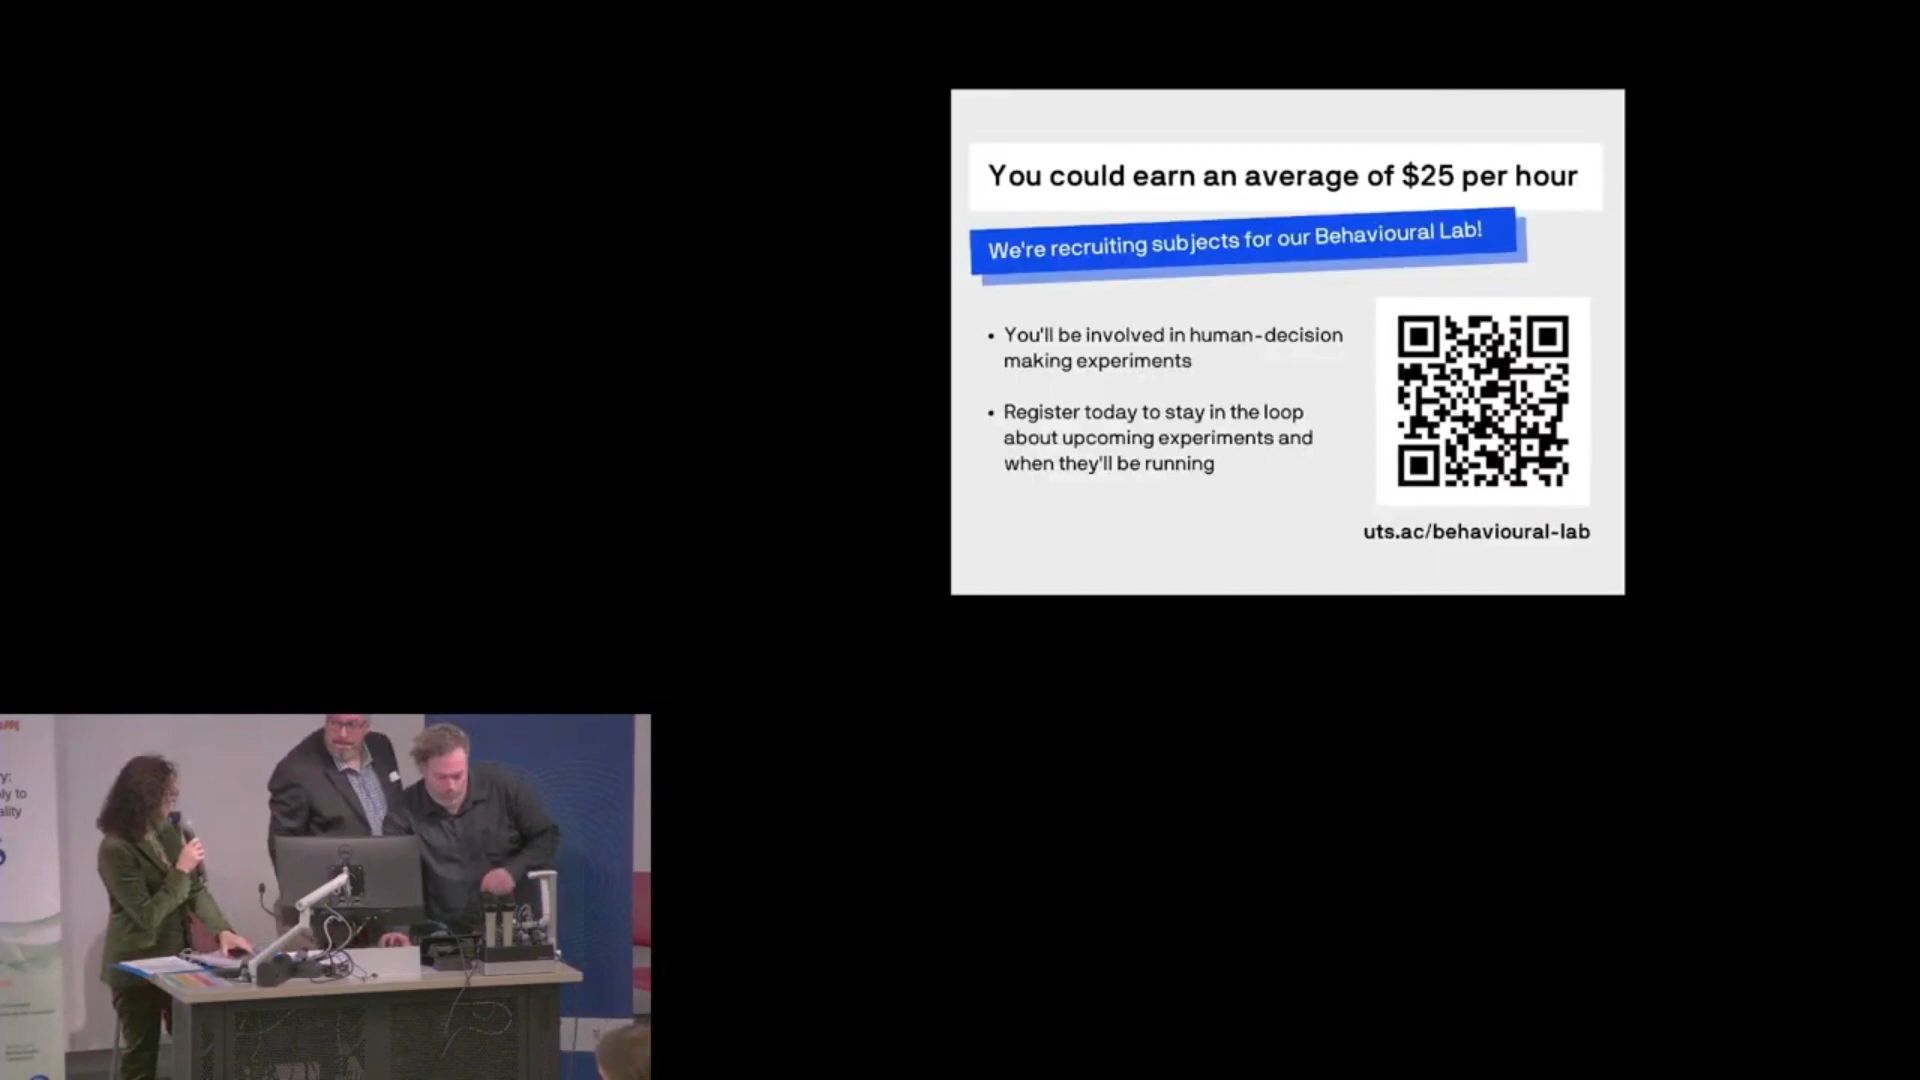 You could earn an average of $25 per hour
We're recruiting subjects for our Behavioural Lab!
• You'll be involved in human-decision
making experiments
• Register today to stay in the loop
about upcoming experiments and
when they'll be running
uts.ac/behavioural-lab
ly to